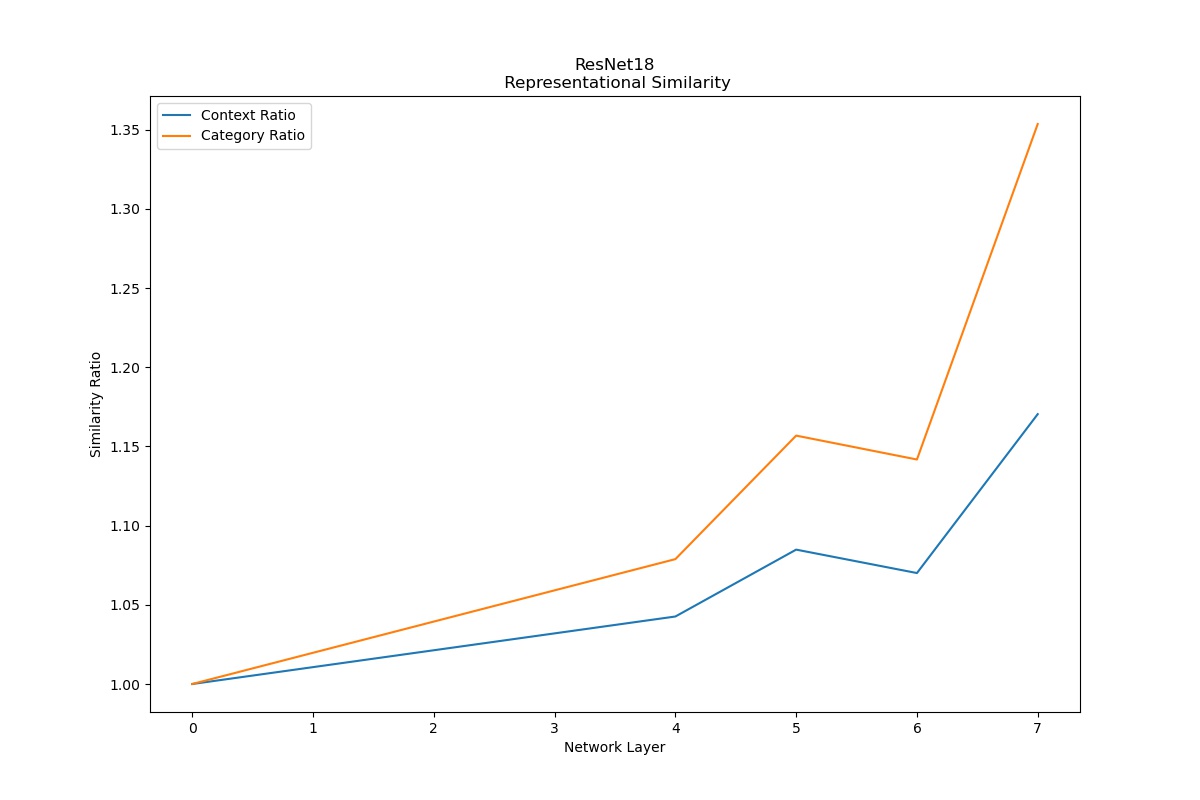 ResNet18
Representational Similarity
Context Ratio
Category Ratio
1.35
1.30
1.25
1.20
1.15
1.10
1.05
1.00
Similarity Ratio
0 1 2 3 4 5 6 7
Network Layer